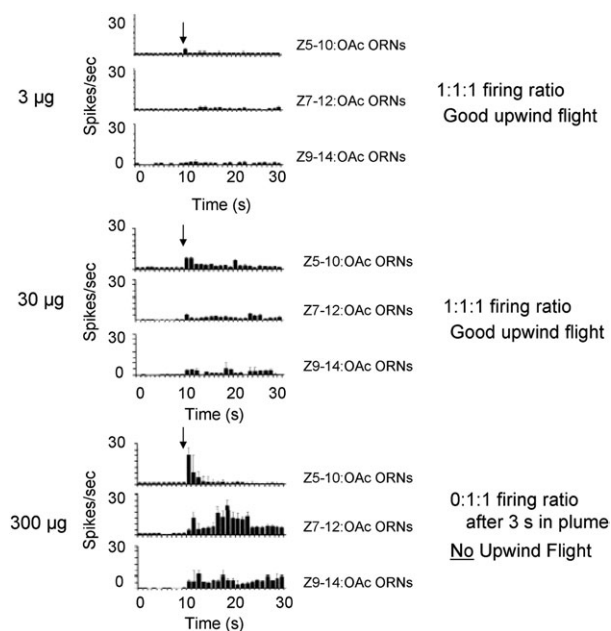 30
Z5-10:OAc ORNs
30
3 µg
Spikes/sec
Z7-12:OAc ORNs
1:1:1 firing ratio
Good upwind flight
30
0
Z9-14:OAc ORNs
0 10 20 30
Time (s)
30
Z5-10:OAc ORNs
30
30 µg
Spikes/sec
Z7-12:OAc ORNs
1:1:1 firing ratio
Good upwind flight
30
0
Z9-14:OAc ORNs
0 10 20 30
Time (s)
30
Z5-10:OAc ORNs
30
300 µg
Spikes/sec
Z7-12:OAc ORNs
0:1:1 firing ratio
after 3 s in plume
No Upwind Flight
30
0
Z9-14:OAc ORNs
0 10 20 30
Time (s)